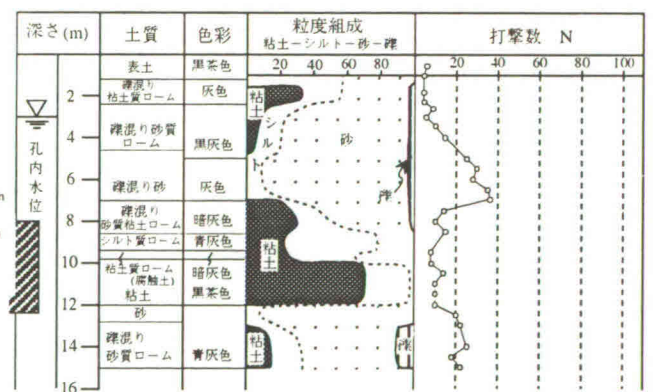 深さ(m) 土質 色彩 粒度組成 打撃数 N
粘土-シルト-砂-礫
20 40 60 80
20 40 60 80 100
表土 黒茶色
礫混り
粘土質ローム 灰色
2
粘土
シルト
砂
礫混り砂質
ローム 黒灰色
4
孔内水位
礫混り砂 灰色
6
礫
礫混り
砂質粘土ローム 暗灰色
8
シルト質ローム 青灰色
粘土
10
粘土質ローム 暗灰色
(腐触土)
粘土 黒茶色
12
砂
礫混り
砂質ローム 青灰色
14
粘土
礫
16